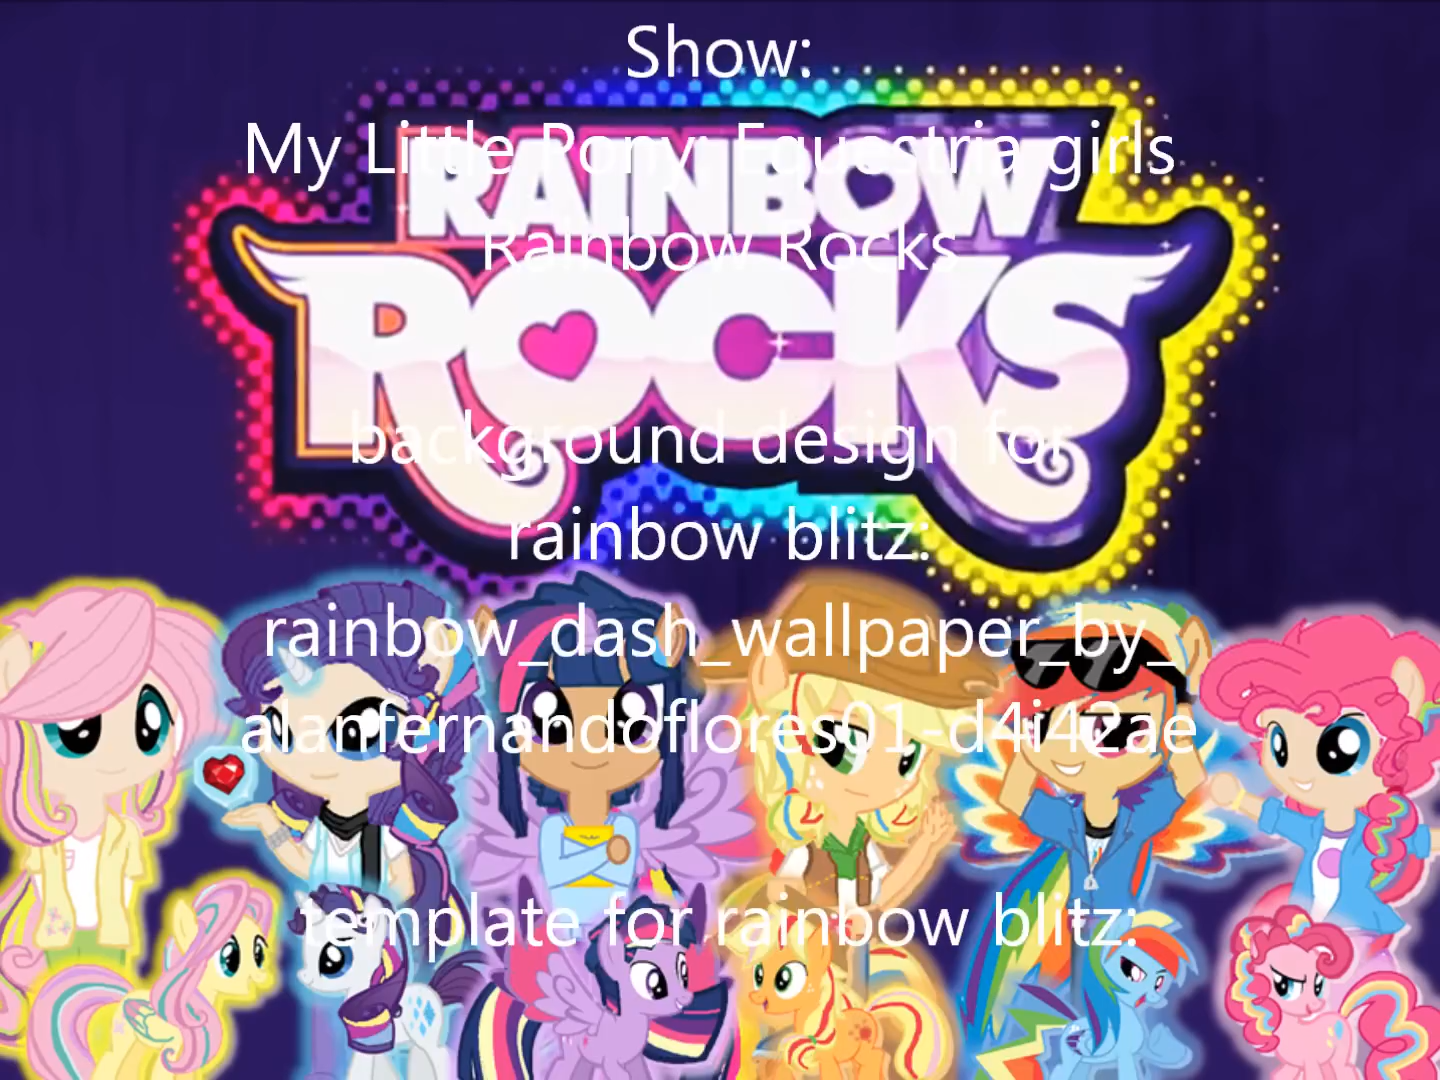 Show:
My Little Pony: Equestria girls
RAINBOW
Rainbow Rocks
ROCKS
background design for
rainbow blitz:
rainbow_dash_wallpaper_by_
alanfernandoflores01-d4i42ae
template for rainbow blitz: